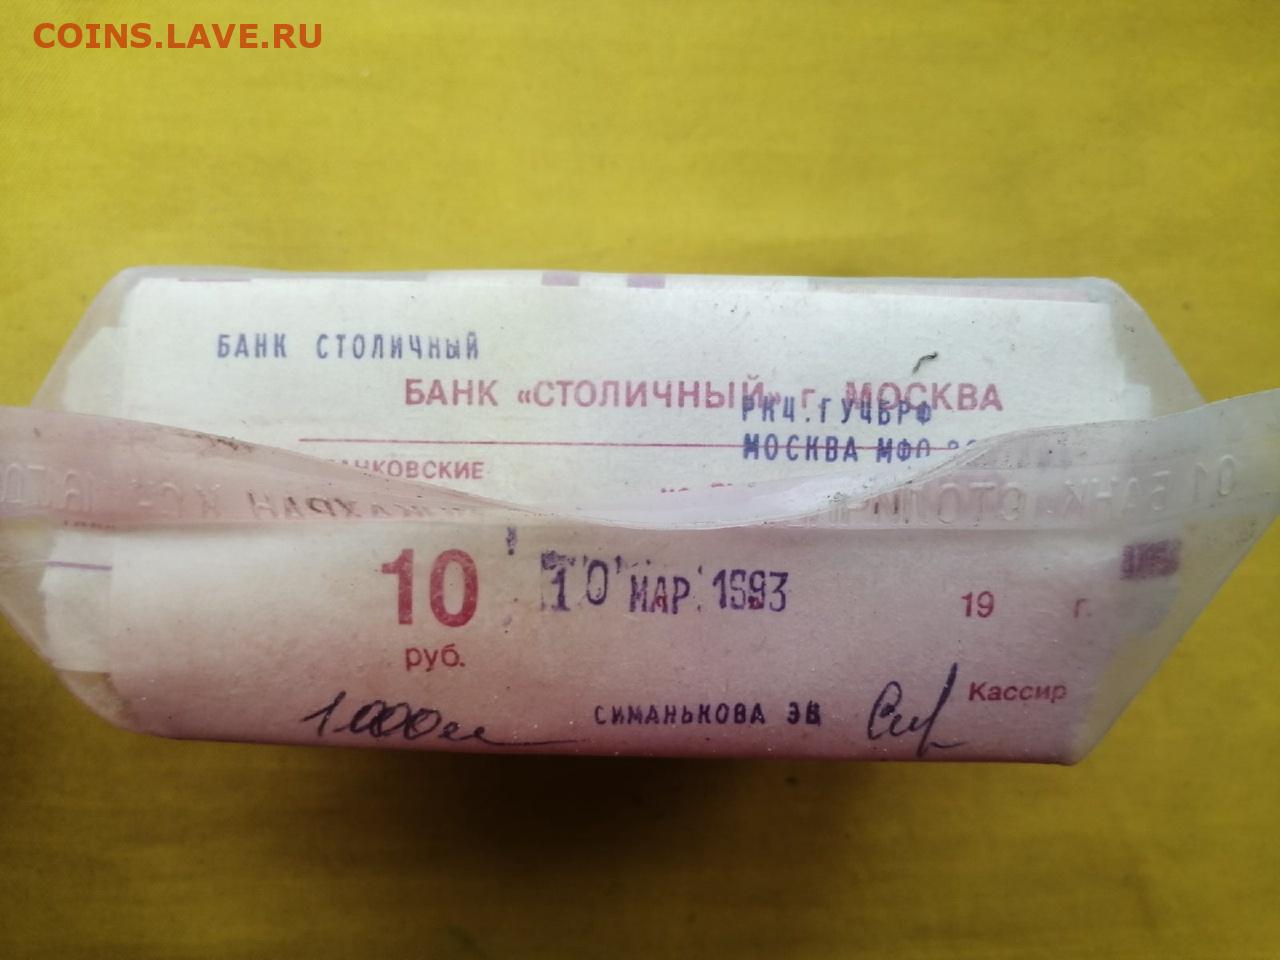 COINS.LAVE.RU
БАНК СТОЛИЧНЫЙ
БАНК «СТОЛИЧНЫЙ» г. МОСКВА
РКЦ.ГУЦБРФ
МОСКВА МФО
10
руб.
10 МАР. 1993
19 г.
Кассир
СИМАНЬКОВА ЭВ